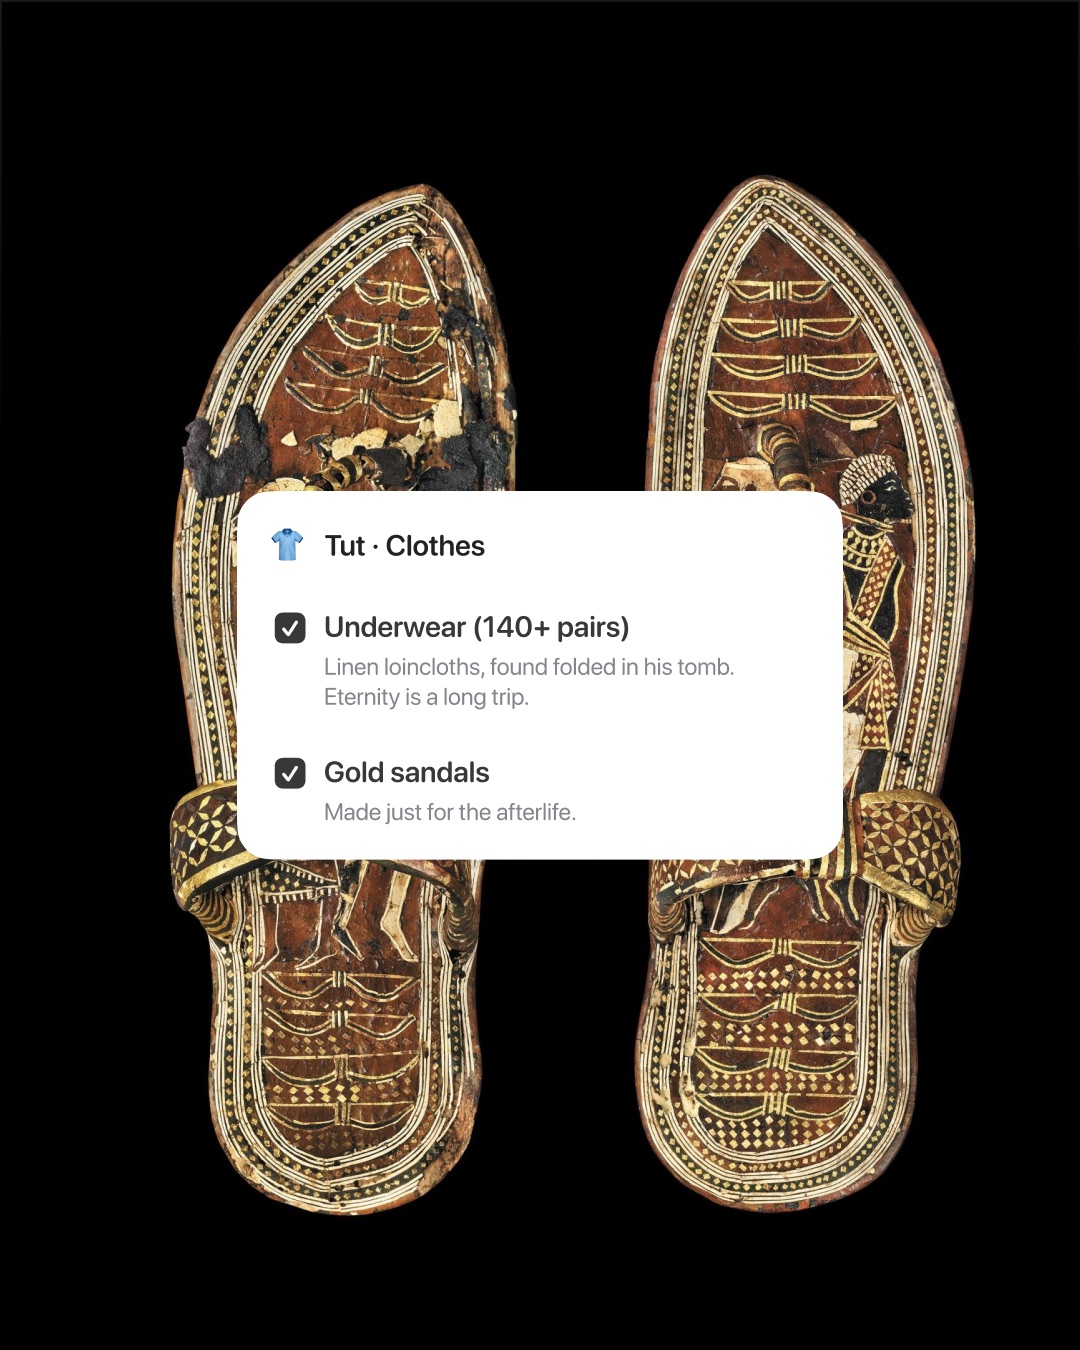 Tut · Clothes
Underwear (140+ pairs)
Linen loincloths, found folded in his tomb.
Eternity is a long trip.
Gold sandals
Made just for the afterlife.